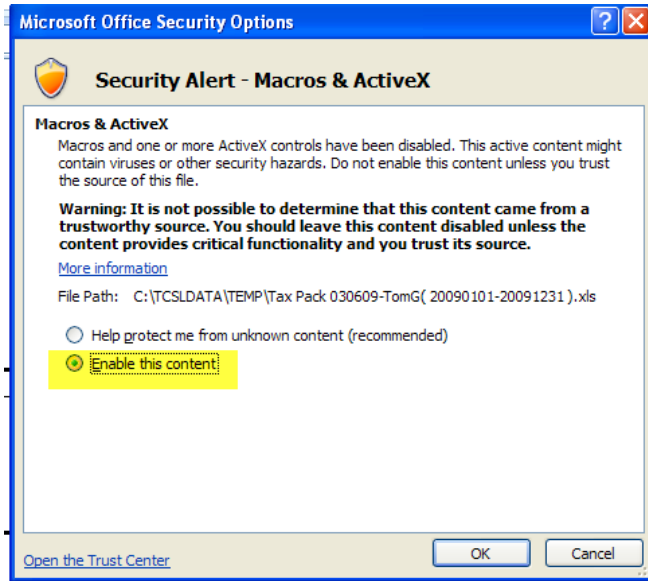 Microsoft Office Security Options
Security Alert - Macros & ActiveX
Macros & ActiveX
Macros and one or more ActiveX controls have been disabled. This active content might
contain viruses or other security hazards. Do not enable this content unless you trust
the source of this file.
Warning: It is not possible to determine that this content came from a
trustworthy source. You should leave this content disabled unless the
content provides critical functionality and you trust its source.
More information
File Path: C:\TCSLDATA\TEMP\Tax Pack 030609-TomG( 20090101-20091231 ).xls
Help protect me from unknown content (recommended)
Enable this content
Open the Trust Center
OK
Cancel